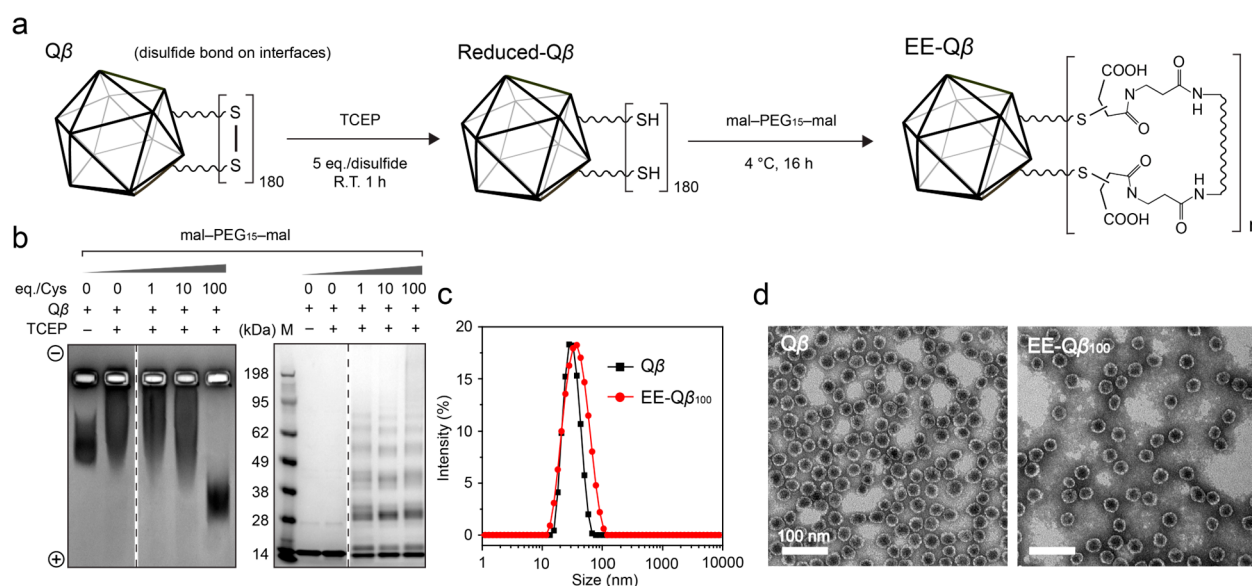 a
Qβ (disulfide bond on interfaces)
S
S
180
TCEP
5 eq./disulfide
R.T. 1 h
Reduced-Qβ
SH
SH
180
mal–PEG₁₅–mal
4 °C, 16 h
EE-Qβ
COOH
O
O
S
N
N
H
O
H
N
S
N
COOH
O
O
b
mal–PEG₁₅–mal
eq./Cys 0 0 1 10 100
Qβ + + + + +
TCEP – + + + +
−
+
0 0 1 10 100
+ + + + +
(kDa) M – + + + +
198
95
62
49
38
28
14
c
Intensity (%)
20
15
10
5
0
Qβ
EE-Qβ₁₀₀
1 10 100 1000 10000
Size (nm)
d
Qβ
100 nm
EE-Qβ₁₀₀